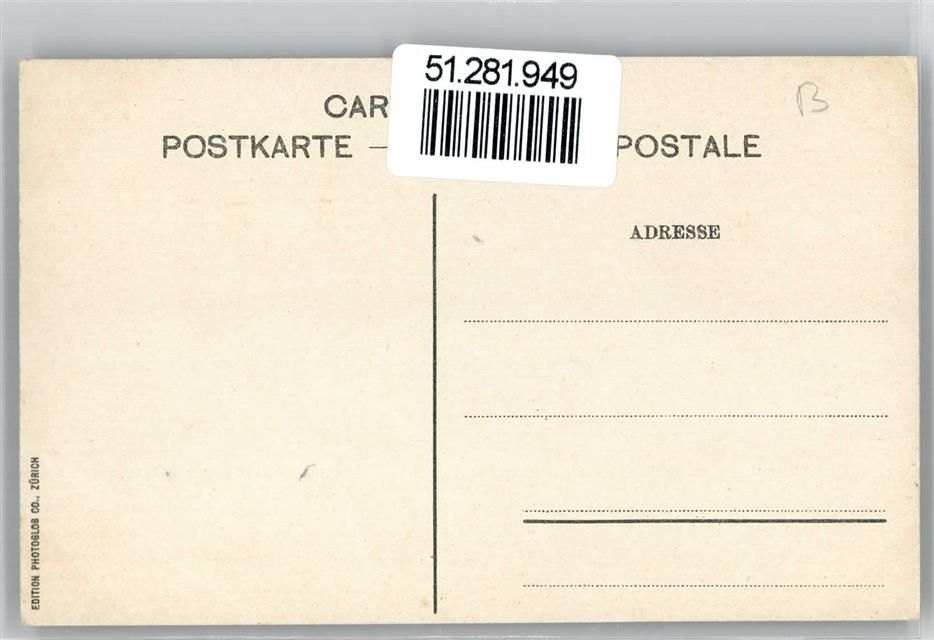 51.281.949
CAR
POSTKARTE — POSTALE
B
ADRESSE
EDITION PHOTOGLOB CO., ZÜRICH